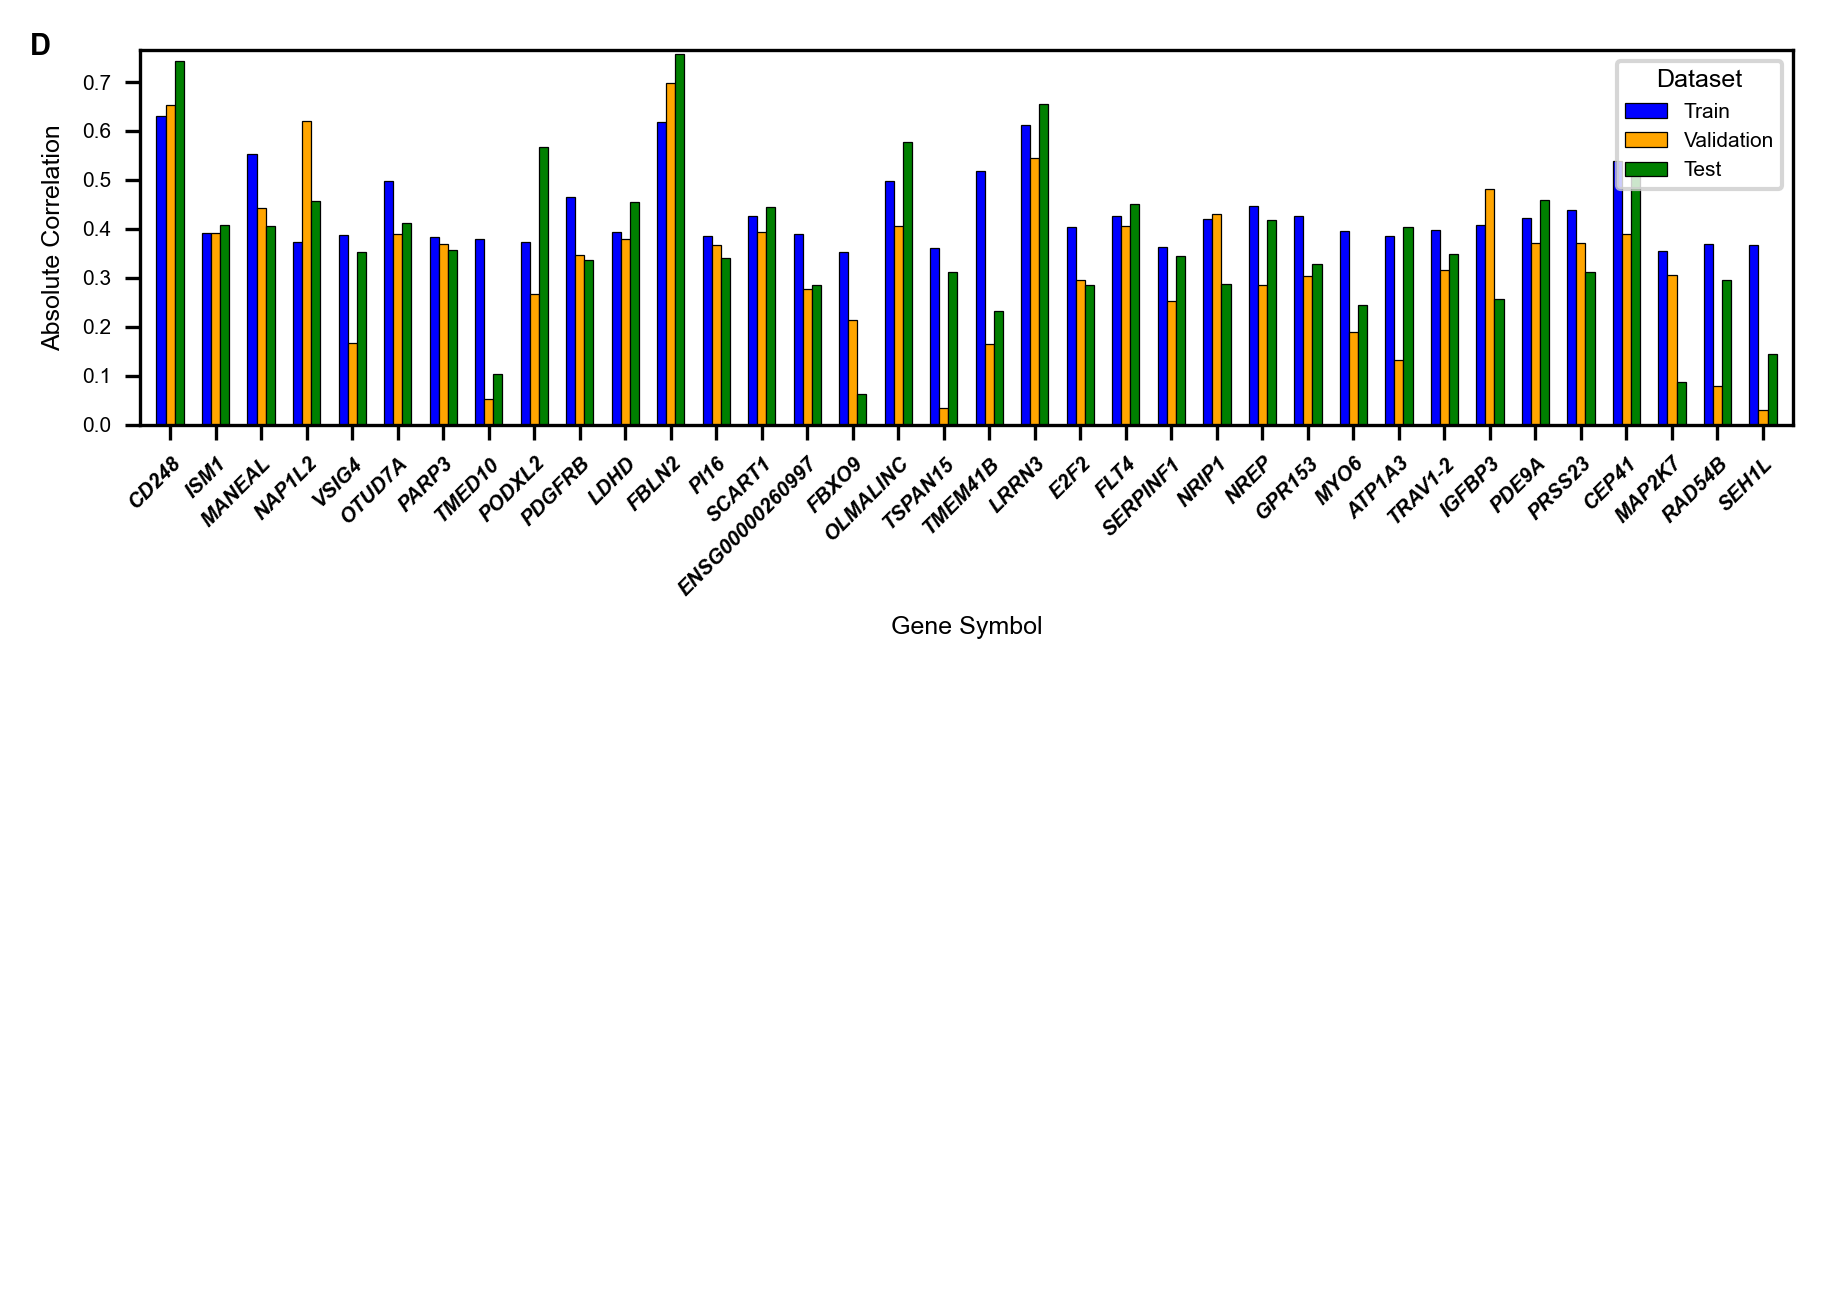 D
Absolute Correlation
0.7
0.6
0.5
0.4
0.3
0.2
0.1
0.0
Dataset
Train
Validation
Test
CD248
ISM1
MANEAL
NAP1L2
VSIG4
OTUD7A
PARP3
TMED10
PODXL2
PDGFRB
LDHD
FBLN2
PI16
SCART1
ENSG00000260997
FBXO9
OLMALINC
TSPAN15
TMEM41B
LRRN3
E2F2
FLT4
SERPINF1
NRIP1
NREP
GPR153
MYO6
ATP1A3
TRAV1-2
IGFBP3
PDE9A
PRSS23
CEP41
MAP2K7
RAD54B
SEH1L
Gene Symbol